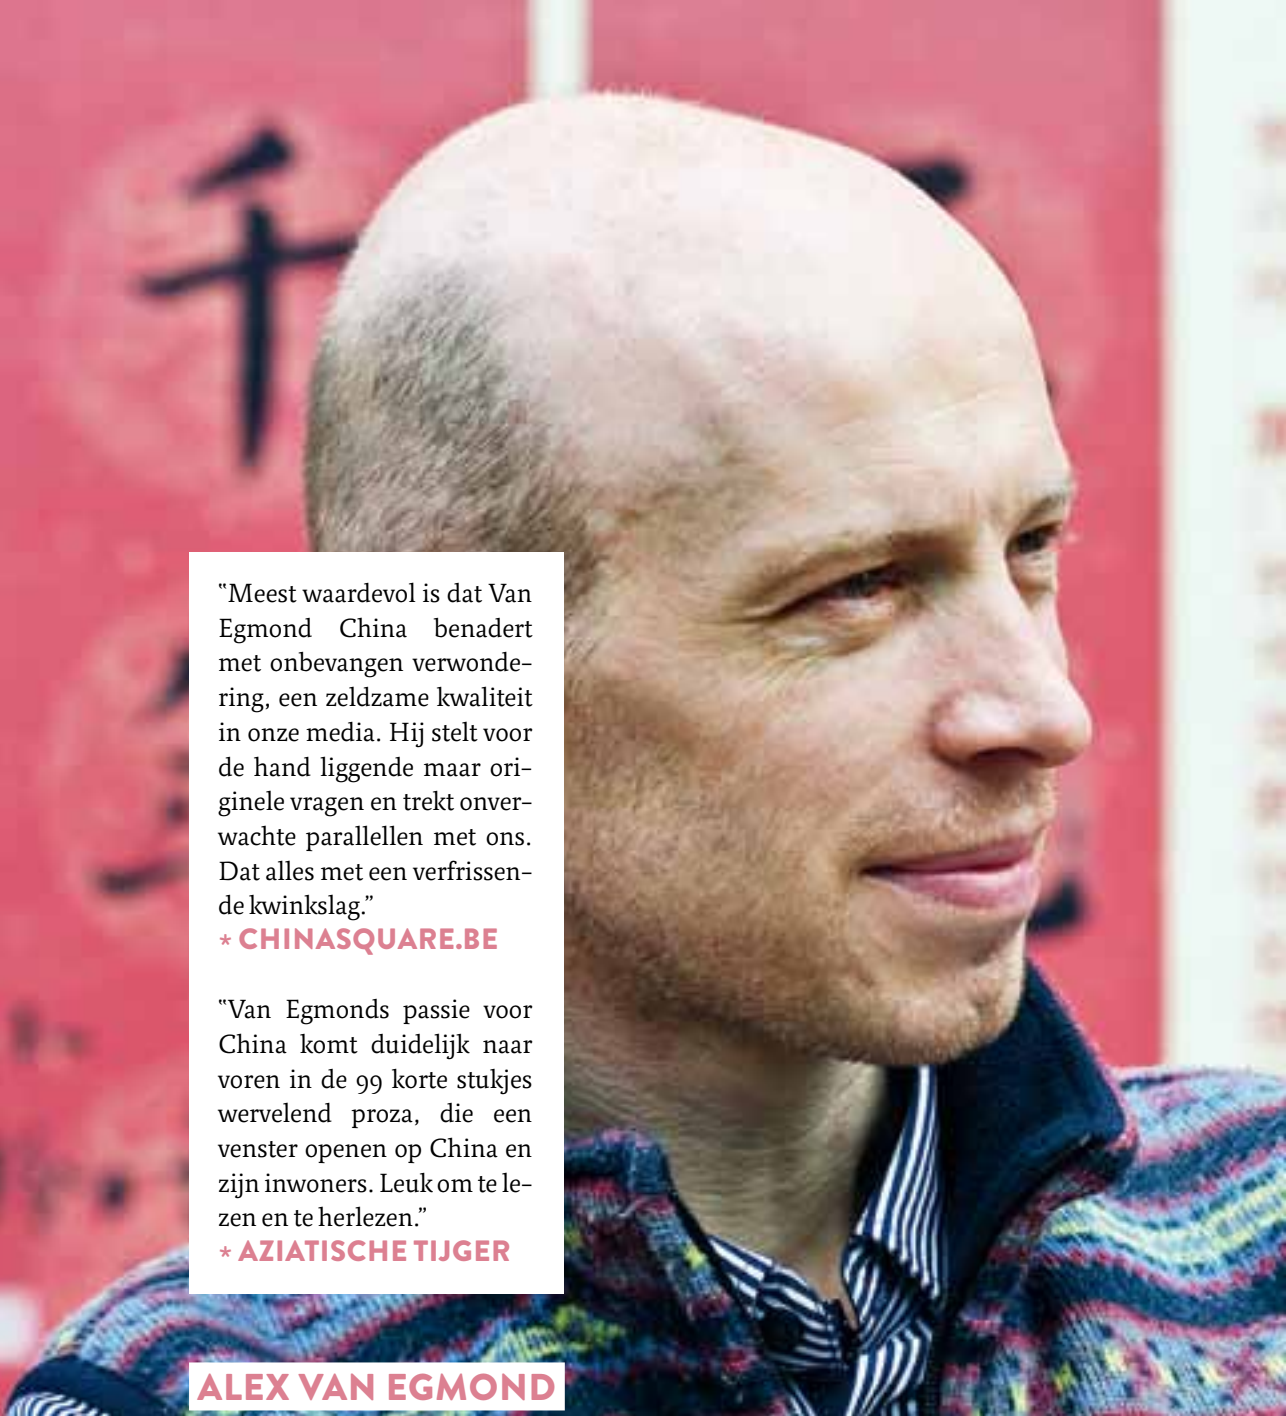 千
“Meest waardevol is dat Van
Egmond China benadert
met onbevangen verwonde-
ring, een zeldzame kwaliteit
in onze media. Hij stelt voor
de hand liggende maar ori-
ginele vragen en trekt onver-
wachte parallellen met ons.
Dat alles met een verfrissen-
de kwinkslag.”
* CHINASQUARE.BE
“Van Egmonds passie voor
China komt duidelijk naar
voren in de 99 korte stukjes
wervelend proza, die een
venster openen op China en
zijn inwoners. Leuk om te le-
zen en te herlezen.”
* AZIATISCHE TIJGER
ALEX VAN EGMOND